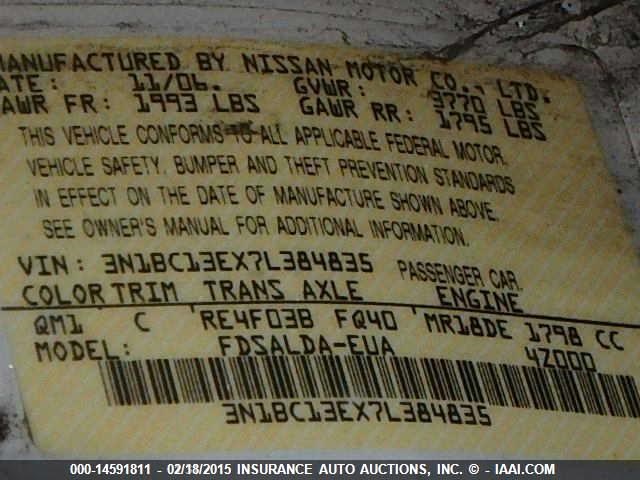 MANUFACTURED BY NISSAN MOTOR CO., LTD.
DATE: 11/06. GVWR: 3770 LBS
GAWR FR: 1993 LBS GAWR RR: 1795 LBS
THIS VEHICLE CONFORMS TO ALL APPLICABLE FEDERAL MOTOR
VEHICLE SAFETY, BUMPER AND THEFT PREVENTION STANDARDS
IN EFFECT ON THE DATE OF MANUFACTURE SHOWN ABOVE.
SEE OWNER'S MANUAL FOR ADDITIONAL INFORMATION.
VIN: 3N1BC13EX7L384835 PASSENGER CAR
COLOR TRIM TRANS AXLE ENGINE
QM1 C RE4F03B FQ40 MR18DE 1798 CC
MODEL: FDSALDA-EUA 4Z000
3N1BC13EX7L384835
000-14591811 - 02/18/2015 INSURANCE AUTO AUCTIONS, INC. © - IAAI.COM